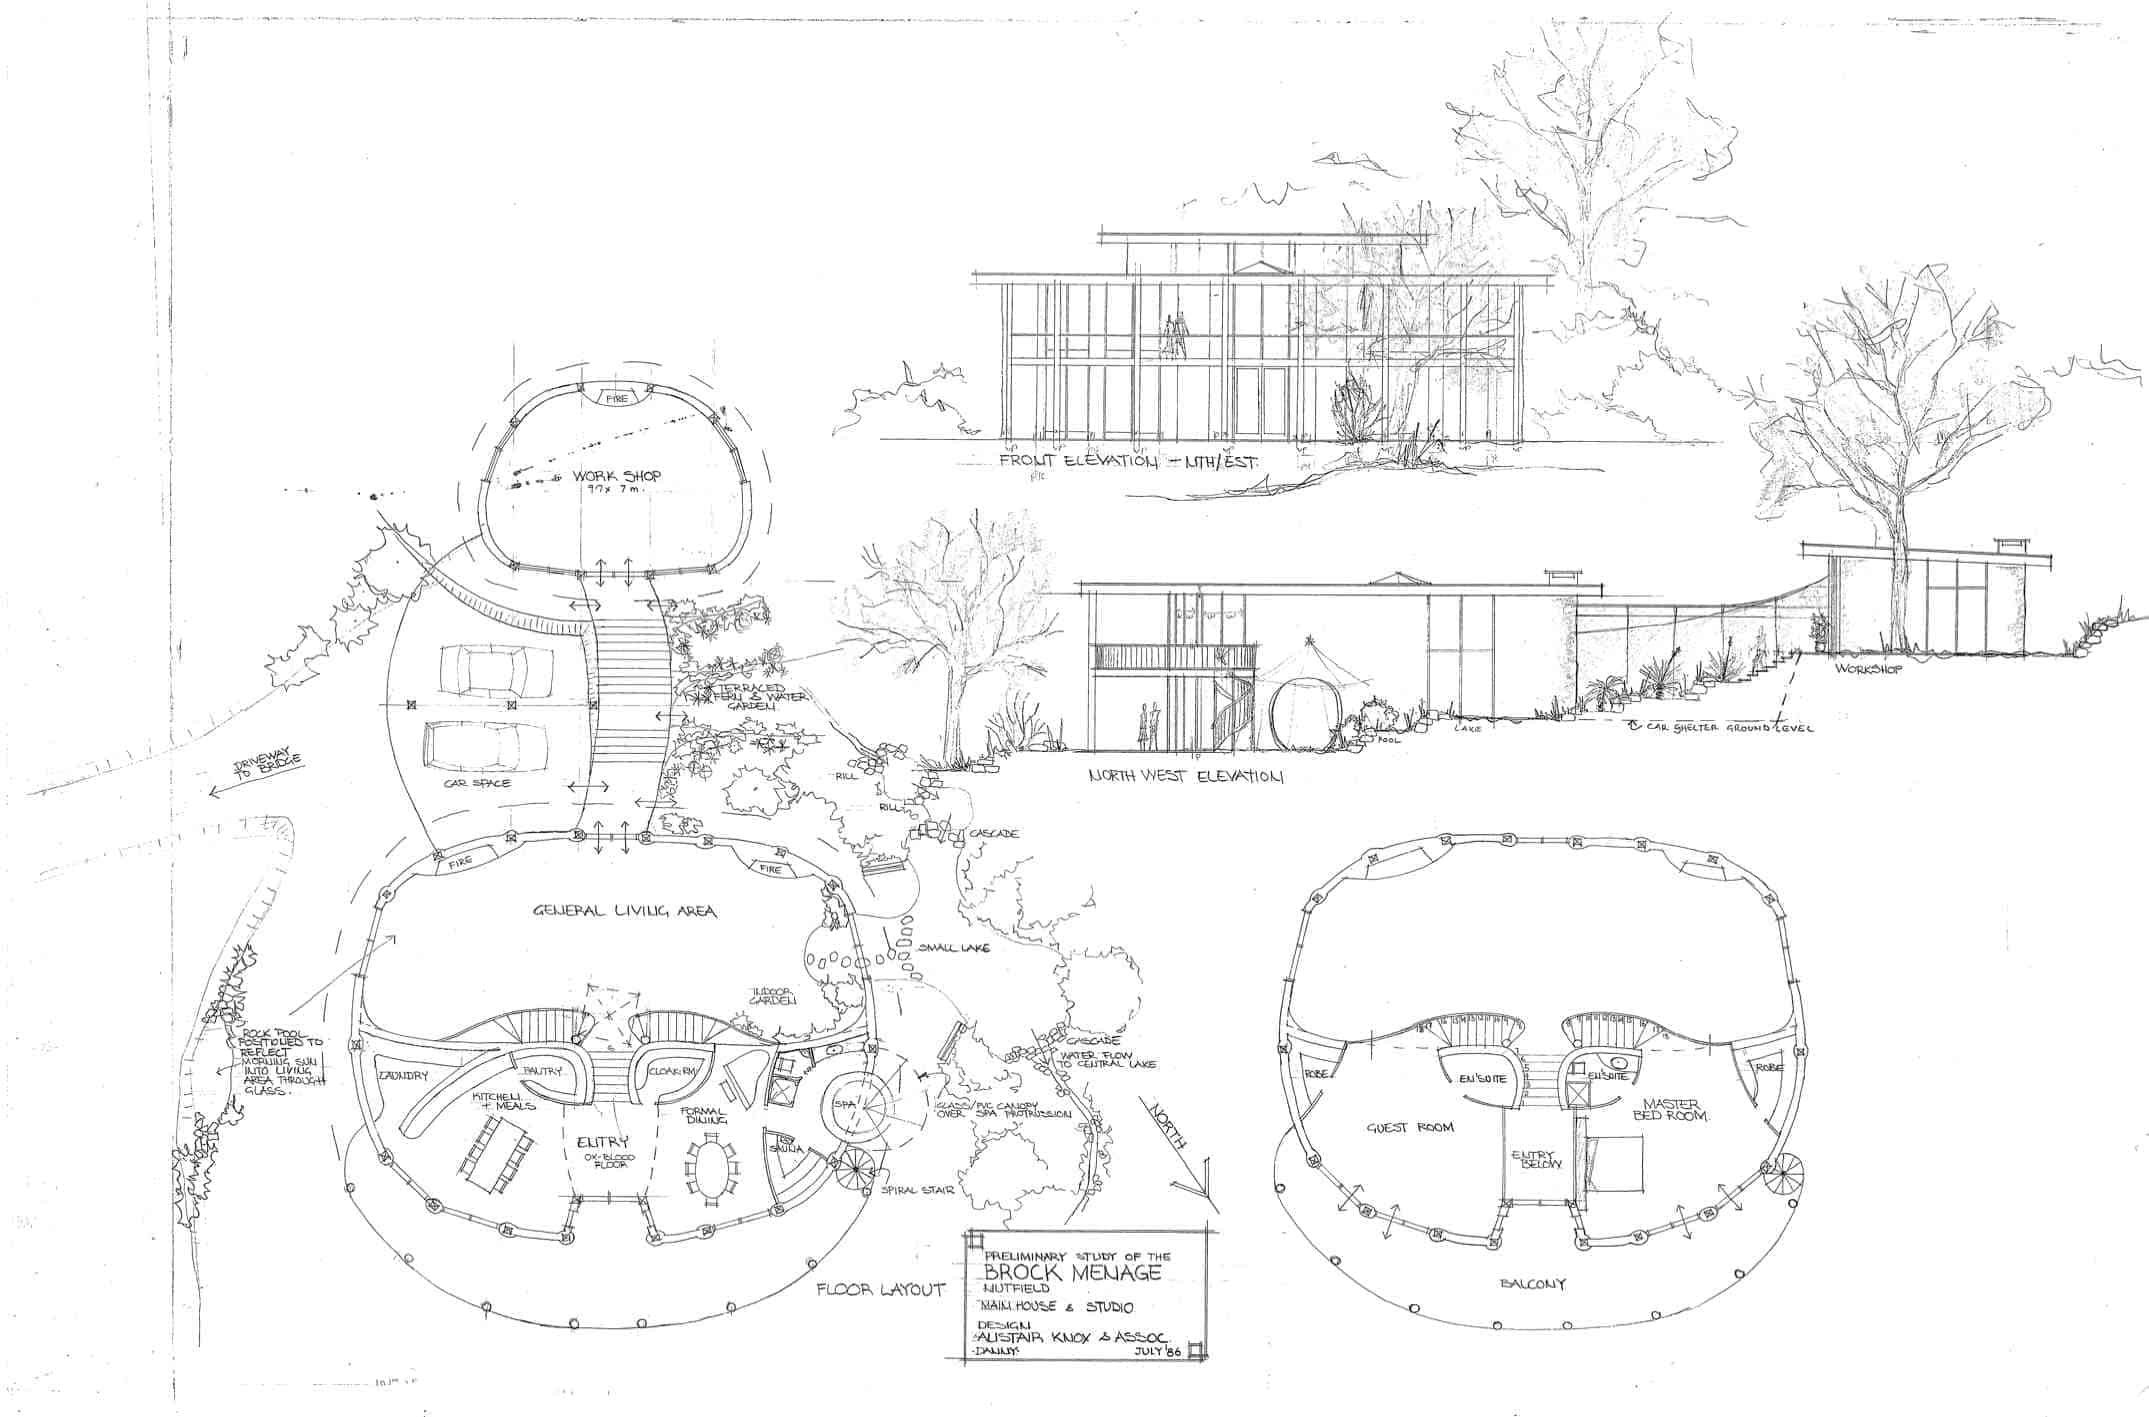 FRONT ELEVATION - NTH/EST.
FIRE
WORK SHOP
9·7 x 7 m.
TERRACED
FERN & WATER
GARDEN
WORKSHOP
℄ CAR SHELTER GROUND LEVEL
LAKE
POOL
NORTH WEST ELEVATION
DRIVEWAY
TO BRIDGE
CAR SPACE
RILL
RILL
CASCADE
FIRE
FIRE
GENERAL LIVING AREA
SMALL LAKE
INDOOR
GARDEN
ROCK POOL
POSITIONED TO
REFLECT
MORNING SUN
INTO LIVING
AREA THROUGH
GLASS.
LAUNDRY
PANTRY
CLOAK RM
KITCHEN
+ MEALS
FORMAL
DINING
SPA
ENTRY
OX-BLOOD
FLOOR
SAUNA
SPIRAL STAIR
CASCADE
WATER FLOW
TO CENTRAL LAKE
GLASS/PVC CANOPY
OVER SPA PROTRUSSION
NORTH
ROBE
EN'SUITE
EN'SUITE
ROBE
MASTER
BED ROOM.
GUEST ROOM
ENTRY
BELOW
BALCONY
FLOOR LAYOUT
PRELIMINARY STUDY OF THE
BROCK MENAGE
NUTFIELD
MAIN HOUSE & STUDIO
DESIGN
ALISTAIR KNOX & ASSOC.
·DANNY· JULY '86